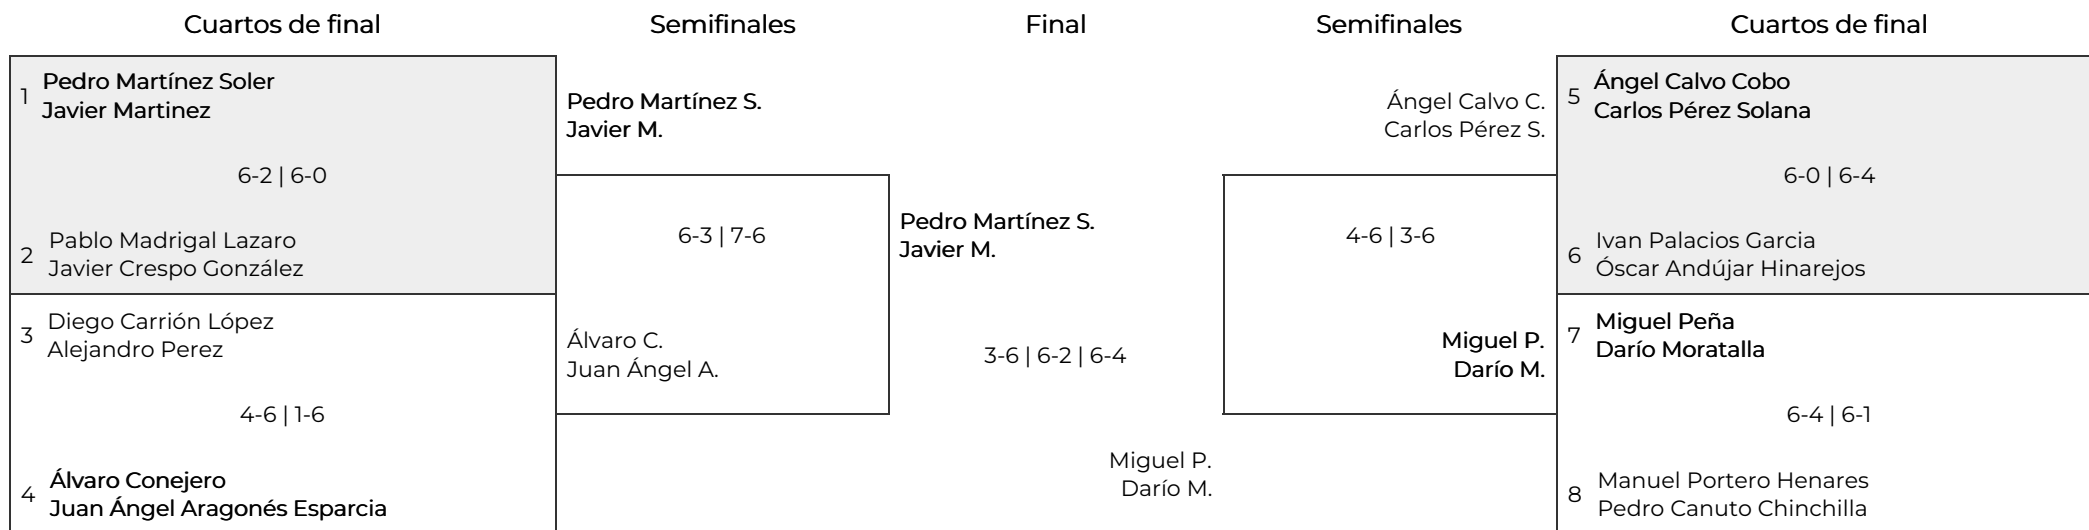 Cuartos de final
Semifinales
Final
Semifinales
Cuartos de final
1
Pedro Martínez Soler
Javier Martinez
6-2 | 6-0
2
Pablo Madrigal Lazaro
Javier Crespo González
3
Diego Carrión López
Alejandro Perez
4-6 | 1-6
4
Álvaro Conejero
Juan Ángel Aragonés Esparcia
Pedro Martínez S.
Javier M.
6-3 | 7-6
Álvaro C.
Juan Ángel A.
Pedro Martínez S.
Javier M.
3-6 | 6-2 | 6-4
Miguel P.
Darío M.
Ángel Calvo C.
Carlos Pérez S.
4-6 | 3-6
Miguel P.
Darío M.
5
Ángel Calvo Cobo
Carlos Pérez Solana
6-0 | 6-4
6
Ivan Palacios Garcia
Óscar Andújar Hinarejos
7
Miguel Peña
Darío Moratalla
6-4 | 6-1
8
Manuel Portero Henares
Pedro Canuto Chinchilla